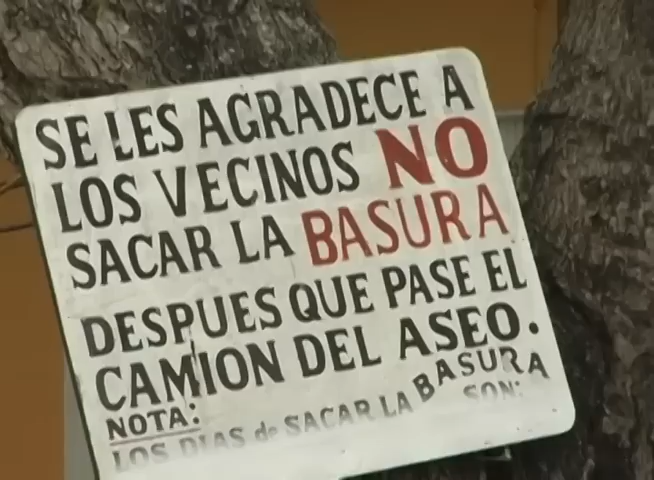 SE LES AGRADECE A
LOS VECINOS NO
SACAR LA BASURA
DESPUES QUE PASE EL
CAMION DEL ASEO.
NOTA:
LOS DIAS de SACAR LA BASURA
SON: